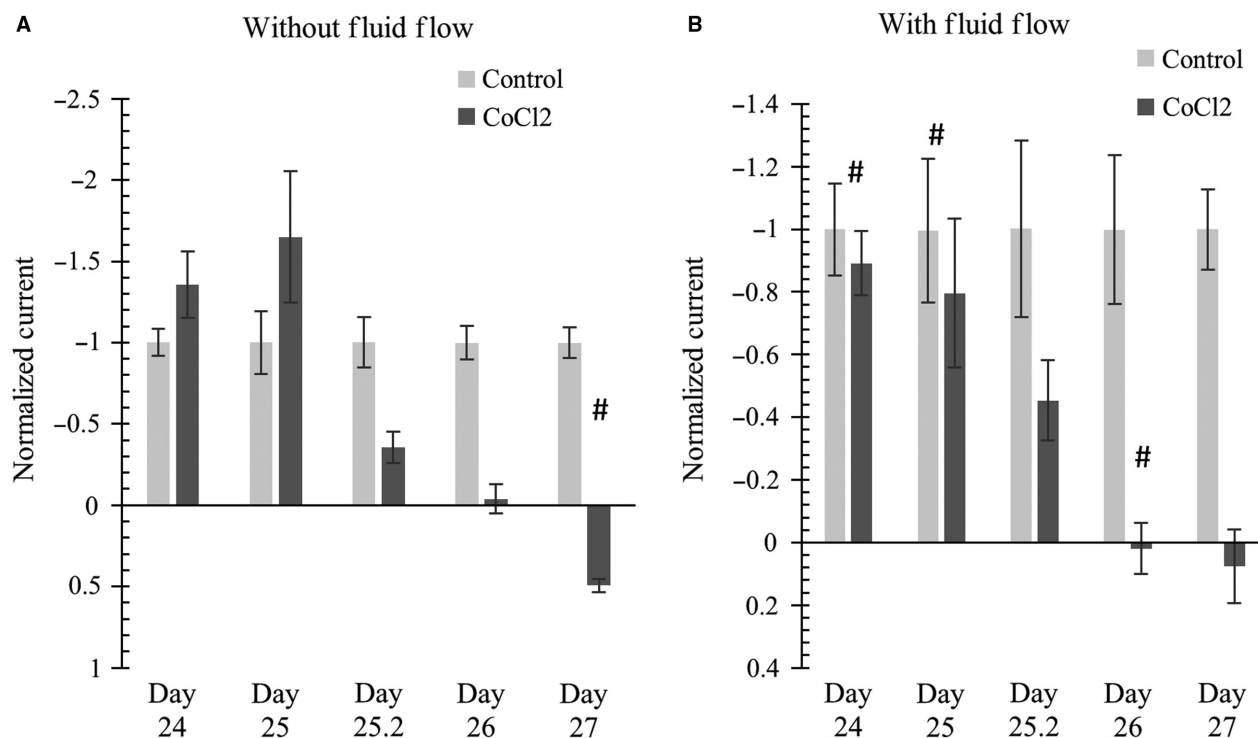 A
Without fluid flow
Control
CoCl2
Normalized current
−2.5
−2
−1.5
−1
−0.5
0
0.5
1
#
Day 24
Day 25
Day 25.2
Day 26
Day 27
B
With fluid flow
Control
CoCl2
Normalized current
−1.4
−1.2
−1
−0.8
−0.6
−0.4
−0.2
0
0.2
0.4
#
#
#
Day 24
Day 25
Day 25.2
Day 26
Day 27